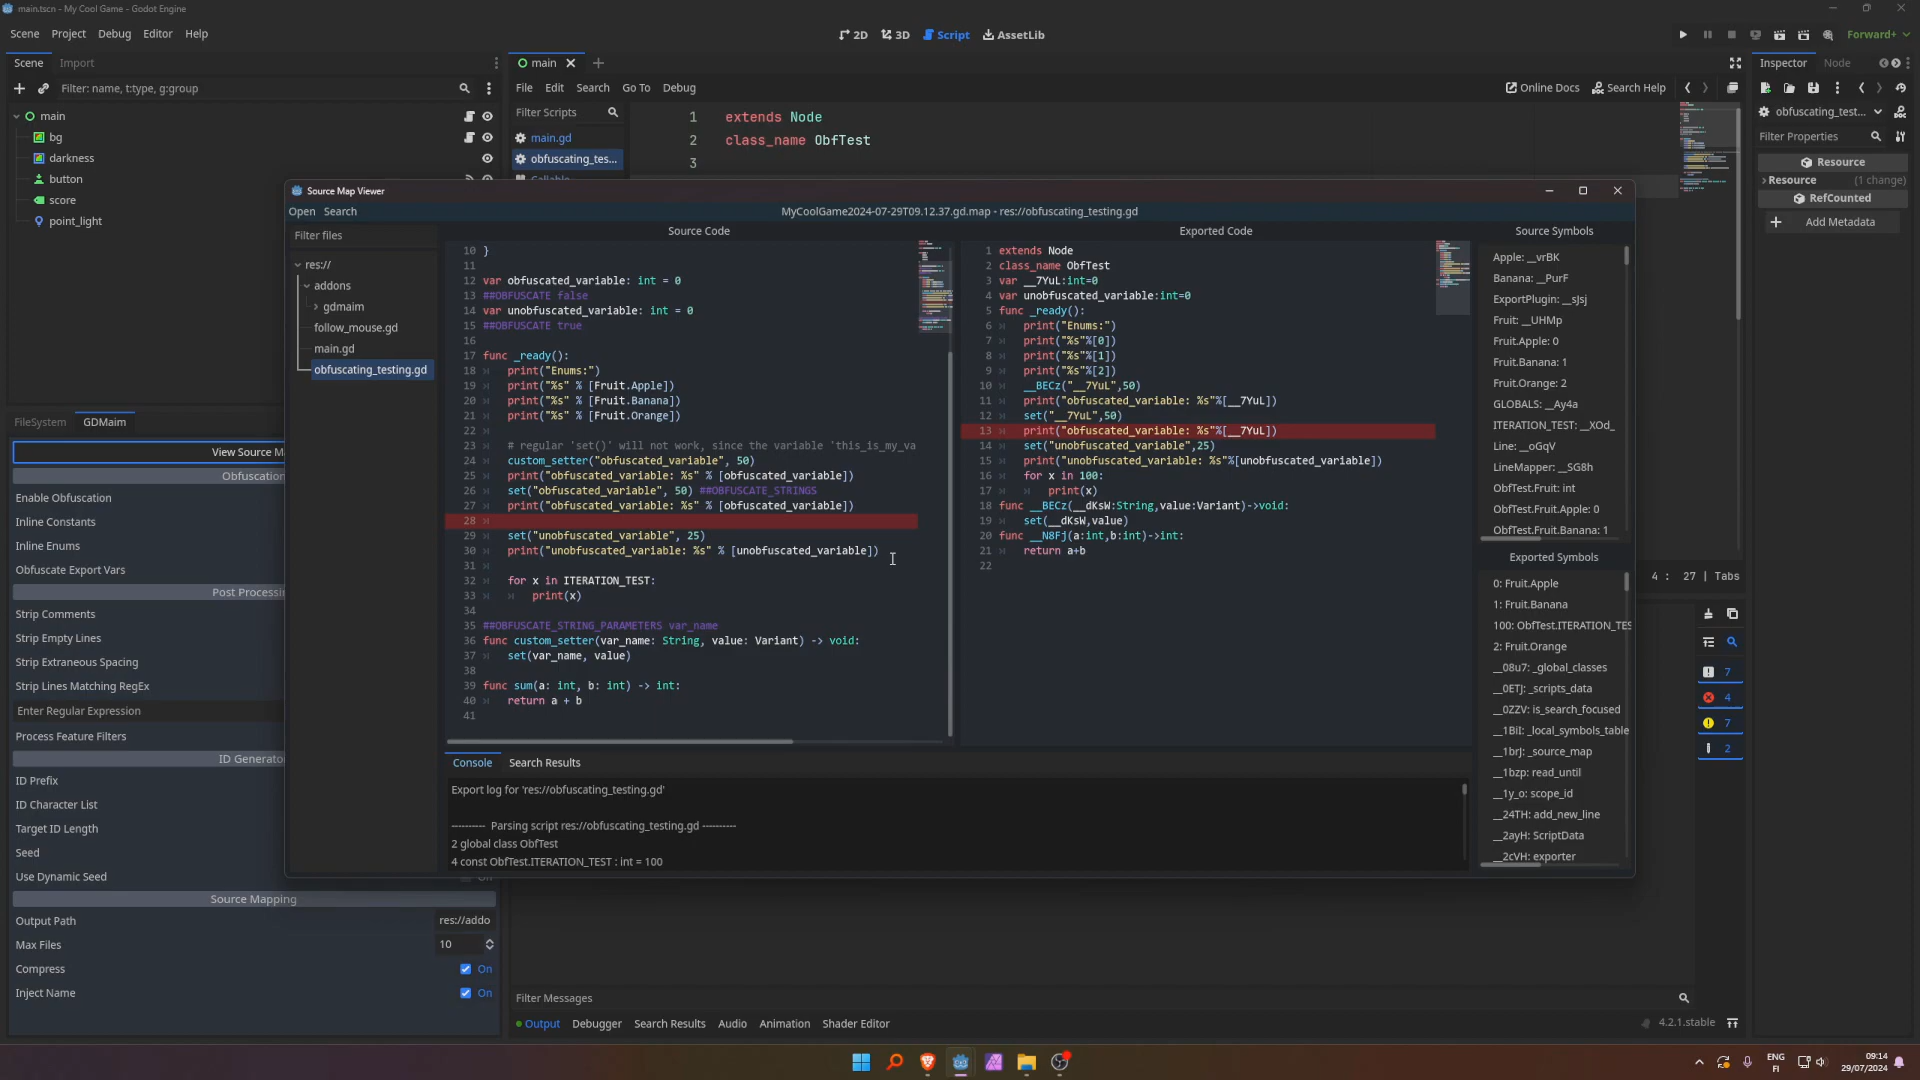 main.tscn - My Cool Game - Godot Engine
Scene Project Debug Editor Help
2D 3D Script AssetLib
Forward+
Scene Import
Filter: name, t:type, g:group
main
bg
darkness
button
score
point_light
main
File Edit Search Go To Debug
Online Docs Search Help
Filter Scripts
main.gd
obfuscating_tes...
1 extends Node
2 class_name ObfTest
3
Inspector Node
obfuscating_test...
Filter Properties
Resource
Resource (1 change)
RefCounted
Add Metadata
Source Map Viewer
Open Search
MyCoolGame2024-07-29T09.12.37.gd.map - res://obfuscating_testing.gd
Filter files
res://
addons
gdmaim
follow_mouse.gd
main.gd
obfuscating_testing.gd
Source Code
10 }
11
12 var obfuscated_variable: int = 0
13 ##OBFUSCATE false
14 var unobfuscated_variable: int = 0
15 ##OBFUSCATE true
16
17 func _ready():
18 print("Enums:")
19 print("%s" % [Fruit.Apple])
20 print("%s" % [Fruit.Banana])
21 print("%s" % [Fruit.Orange])
22
23 # regular 'set()' will not work, since the variable 'this_is_my_va
24 custom_setter("obfuscated_variable", 50)
25 print("obfuscated_variable: %s" % [obfuscated_variable])
26 set("obfuscated_variable", 50) ##OBFUSCATE_STRINGS
27 print("obfuscated_variable: %s" % [obfuscated_variable])
28
29 set("unobfuscated_variable", 25)
30 print("unobfuscated_variable: %s" % [unobfuscated_variable])
31
32 for x in ITERATION_TEST:
33 print(x)
34
35 ##OBFUSCATE_STRING_PARAMETERS var_name
36 func custom_setter(var_name: String, value: Variant) -> void:
37 set(var_name, value)
38
39 func sum(a: int, b: int) -> int:
40 return a + b
41
Exported Code
1 extends Node
2 class_name ObfTest
3 var __7YuL:int=0
4 var unobfuscated_variable:int=0
5 func _ready():
6 print("Enums:")
7 print("%s"%[0])
8 print("%s"%[1])
9 print("%s"%[2])
10 __BECz("__7YuL",50)
11 print("obfuscated_variable: %s"%[__7YuL])
12 set("__7YuL",50)
13 print("obfuscated_variable: %s"%[__7YuL])
14 set("unobfuscated_variable",25)
15 print("unobfuscated_variable: %s"%[unobfuscated_variable])
16 for x in 100:
17 print(x)
18 func __BECz(__dKsW:String,value:Variant)->void:
19 set(__dKsW,value)
20 func __N8Fj(a:int,b:int)->int:
21 return a+b
22
Source Symbols
Apple: __vrBK
Banana: __PurF
ExportPlugin: __sJsj
Fruit: __UHMp
Fruit.Apple: 0
Fruit.Banana: 1
Fruit.Orange: 2
GLOBALS: __Ay4a
ITERATION_TEST: __XOd_
Line: __oGqV
LineMapper: __SG8h
ObfTest.Fruit: int
ObfTest.Fruit.Apple: 0
ObfTest.Fruit.Banana: 1
Exported Symbols
0: Fruit.Apple
1: Fruit.Banana
100: ObfTest.ITERATION_TES
2: Fruit.Orange
__08u7: _global_classes
__0ETJ: _scripts_data
__0ZZV: is_search_focused
__1BiI: _local_symbols_table
__1brJ: _source_map
__1bzp: read_until
__1y_o: scope_id
__24TH: add_new_line
__2ayH: ScriptData
__2cVH: exporter
Console Search Results
Export log for 'res://obfuscating_testing.gd'
---------- Parsing script res://obfuscating_testing.gd ----------
2 global class ObfTest
4 const ObfTest.ITERATION_TEST : int = 100
FileSystem GDMaim
View Source M
Obfuscation
Enable Obfuscation
Inline Constants
Inline Enums
Obfuscate Export Vars
Post Processi
Strip Comments
Strip Empty Lines
Strip Extraneous Spacing
Strip Lines Matching RegEx
Enter Regular Expression
Process Feature Filters
ID Generato
ID Prefix
ID Character List
Target ID Length
Seed
Use Dynamic Seed
Source Mapping
Output Path res://addo
Max Files 10
Compress On
Inject Name On
4 : 27 | Tabs
7
4
7
2
Filter Messages
Output Debugger Search Results Audio Animation Shader Editor
4.2.1.stable
ENG
FI
09:14
29/07/2024